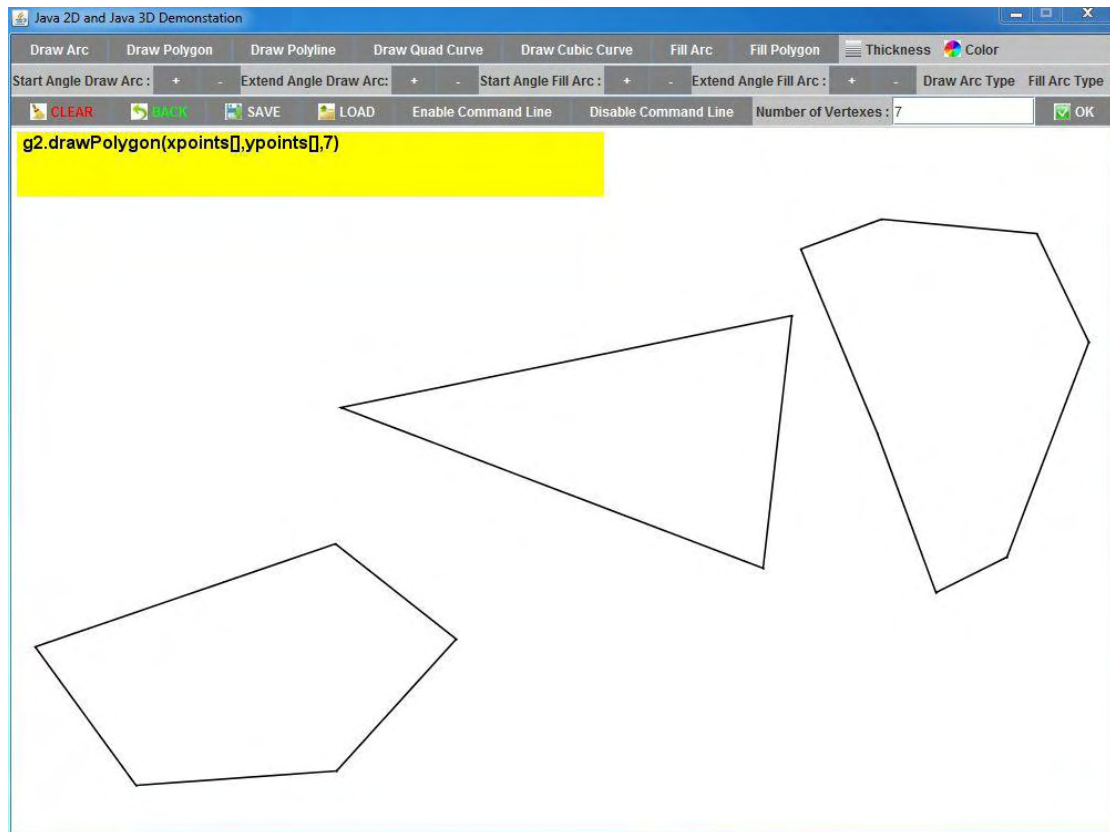 Java 2D and Java 3D Demonstation
Draw Arc Draw Polygon Draw Polyline Draw Quad Curve Draw Cubic Curve Fill Arc Fill Polygon Thickness Color
Start Angle Draw Arc : + - Extend Angle Draw Arc: + - Start Angle Fill Arc : + - Extend Angle Fill Arc : + - Draw Arc Type Fill Arc Type
CLEAR BACK SAVE LOAD Enable Command Line Disable Command Line Number of Vertexes : 7 OK
g2.drawPolygon(xpoints[],ypoints[],7)